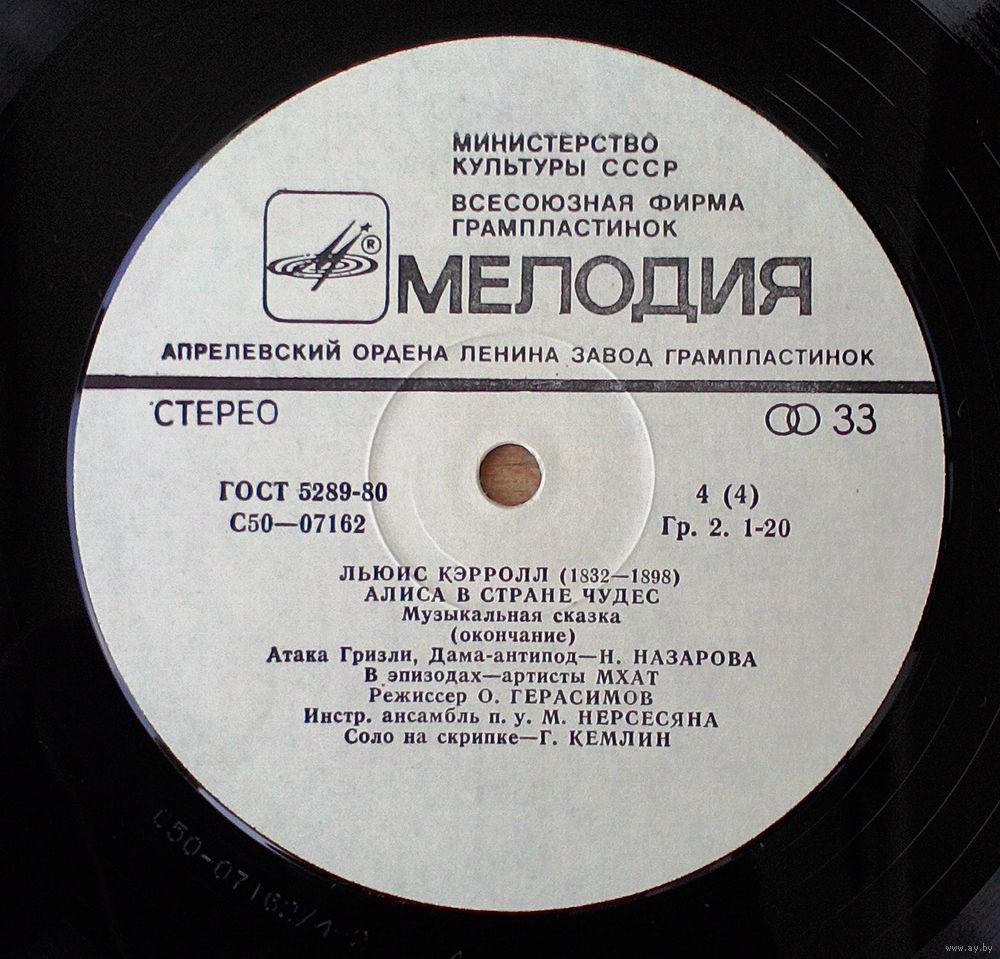 МИНИСТЕРСТВО
КУЛЬТУРЫ СССР
ВСЕСОЮЗНАЯ ФИРМА
ГРАМПЛАСТИНОК
®
МЕЛОДИЯ
АПРЕЛЕВСКИЙ ОРДЕНА ЛЕНИНА ЗАВОД ГРАМПЛАСТИНОК
СТЕРЕО
33
ГОСТ 5289-80
С50—07162
4 (4)
Гр. 2. 1-20
ЛЬЮИС КЭРРОЛЛ (1832—1898)
АЛИСА В СТРАНЕ ЧУДЕС
Музыкальная сказка
(окончание)
Атака Гризли, Дама-антипод—Н. НАЗАРОВА
В эпизодах—артисты МХАТ
Режиссер О. ГЕРАСИМОВ
Инстр. ансамбль п. у. М. НЕРСЕСЯНА
Соло на скрипке—Г. КЕМЛИН
www.ay.by